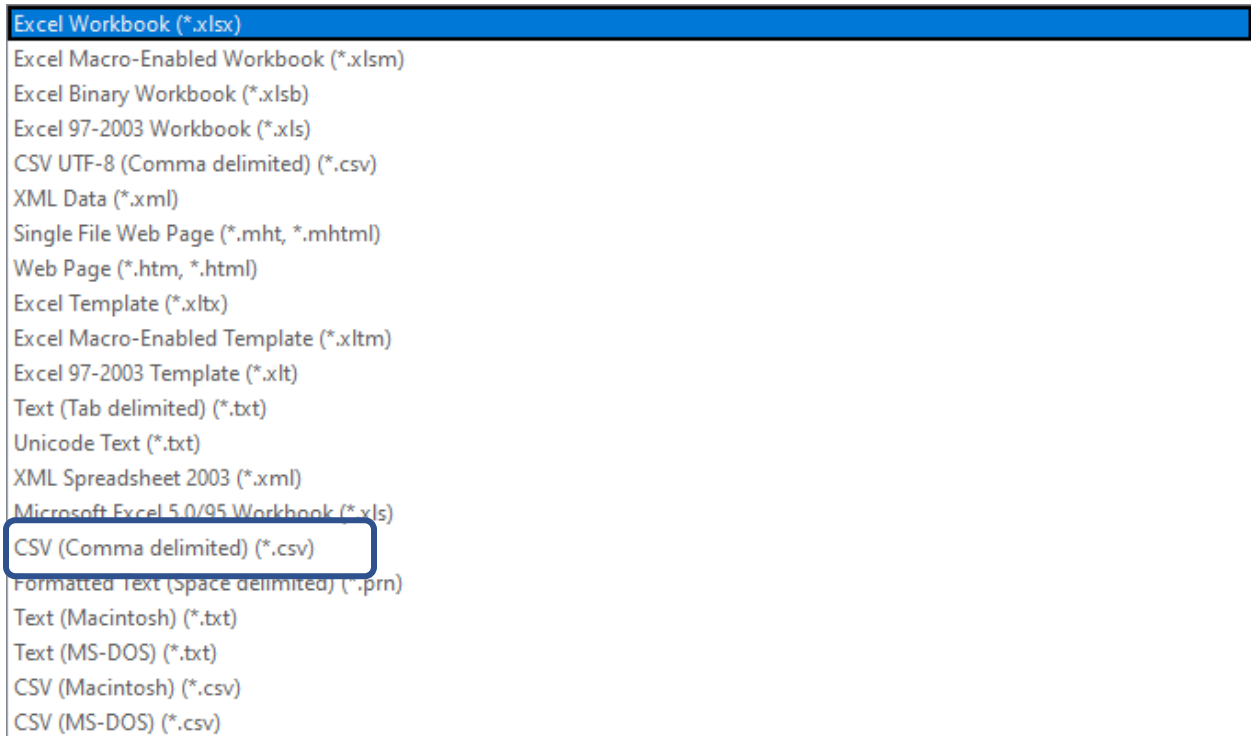 Excel Workbook (*.xlsx)
Excel Macro-Enabled Workbook (*.xlsm)
Excel Binary Workbook (*.xlsb)
Excel 97-2003 Workbook (*.xls)
CSV UTF-8 (Comma delimited) (*.csv)
XML Data (*.xml)
Single File Web Page (*.mht, *.mhtml)
Web Page (*.htm, *.html)
Excel Template (*.xltx)
Excel Macro-Enabled Template (*.xltm)
Excel 97-2003 Template (*.xlt)
Text (Tab delimited) (*.txt)
Unicode Text (*.txt)
XML Spreadsheet 2003 (*.xml)
Microsoft Excel 5.0/95 Workbook (*.xls)
CSV (Comma delimited) (*.csv)
Formatted Text (Space delimited) (*.prn)
Text (Macintosh) (*.txt)
Text (MS-DOS) (*.txt)
CSV (Macintosh) (*.csv)
CSV (MS-DOS) (*.csv)